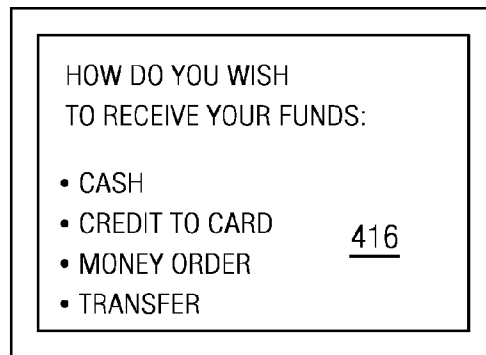 HOW DO YOU WISH
TO RECEIVE YOUR FUNDS:
• CASH
• CREDIT TO CARD
• MONEY ORDER
• TRANSFER
416